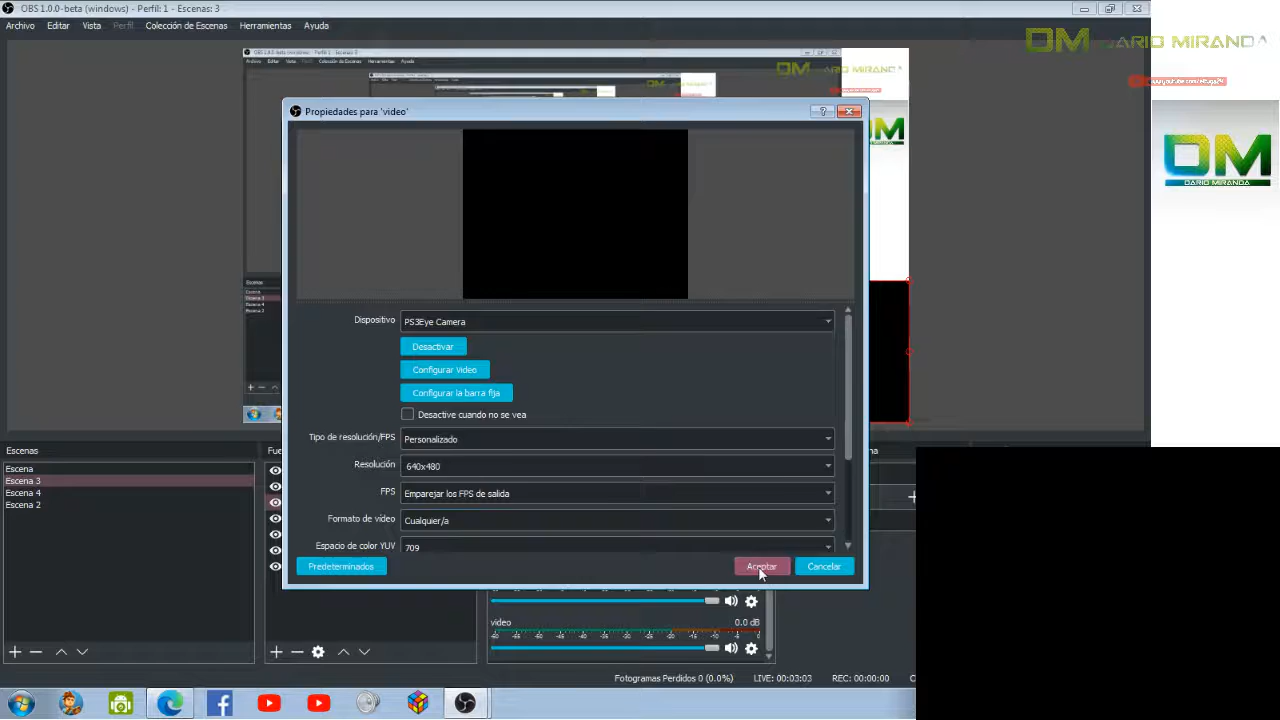 OBS 1.0.0-beta (windows) - Perfil: 1 - Escenas: 3
Archivo Editar Vista Perfil Colección de Escenas Herramientas Ayuda
DM DARIO MIRANDA
DM
DARIO MIRANDA
Propiedades para 'video'
Dispositivo PS3Eye Camera
Desactivar
Configurar Video
Configurar la barra fija
Desactive cuando no se vea
Tipo de resolución/FPS Personalizado
Resolución 640x480
FPS Emparejar los FPS de salida
Formato de vídeo Cualquier/a
Espacio de color YUV 709
Predeterminados Aceptar Cancelar
Escenas
Escena
Escena 3
Escena 4
Escena 2
video 0.0 dB
Fotogramas Perdidos 0 (0.0%) LIVE: 00:03:03 REC: 00:00:00